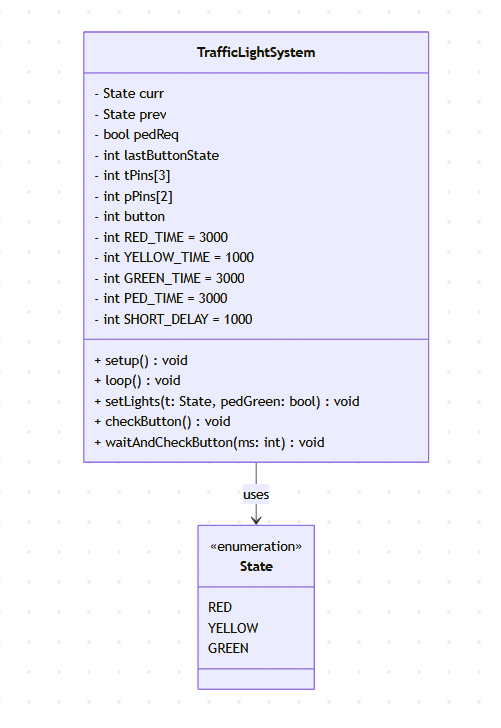 TrafficLightSystem
- State curr
- State prev
- bool pedReq
- int lastButtonState
- int tPins[3]
- int pPins[2]
- int button
- int RED_TIME = 3000
- int YELLOW_TIME = 1000
- int GREEN_TIME = 3000
- int PED_TIME = 3000
- int SHORT_DELAY = 1000
+ setup() : void
+ loop() : void
+ setLights(t: State, pedGreen: bool) : void
+ checkButton() : void
+ waitAndCheckButton(ms: int) : void
uses
«enumeration»
State
RED
YELLOW
GREEN